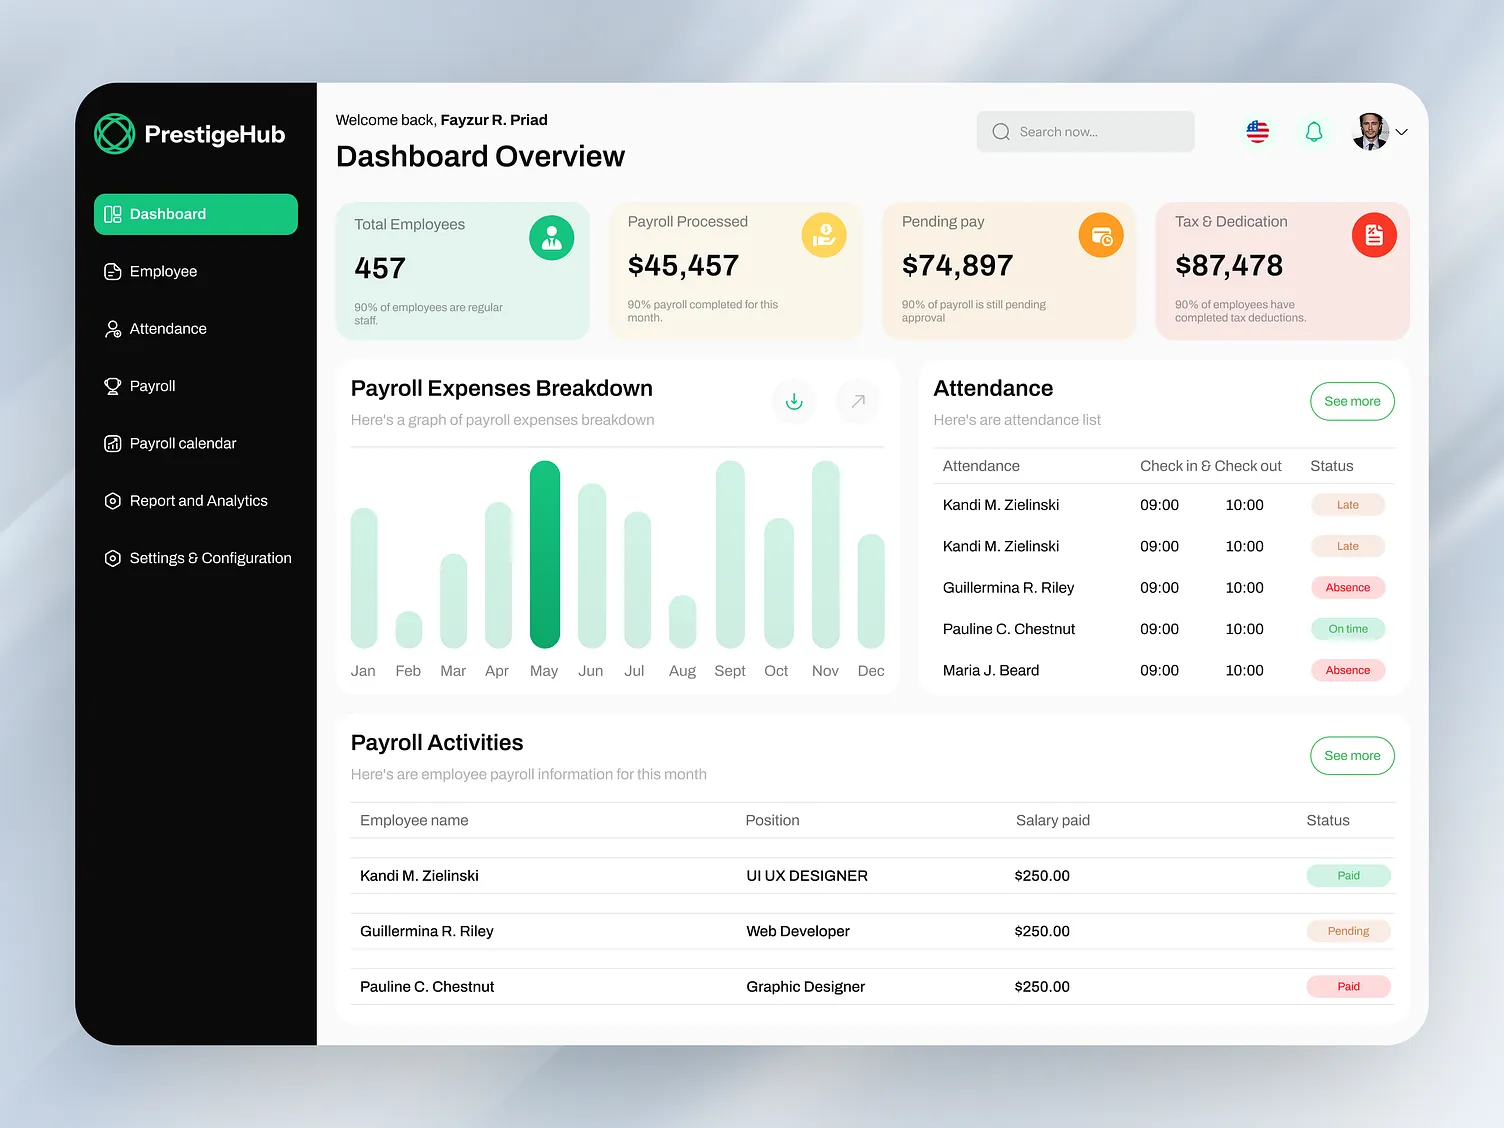 PrestigeHub
Dashboard
Employee
Attendance
Payroll
Payroll calendar
Report and Analytics
Settings & Configuration
Welcome back, Fayzur R. Priad
Dashboard Overview
Search now...
Total Employees
457
90% of employees are regular
staff.
Payroll Processed
$45,457
90% payroll completed for this
month.
Pending pay
$74,897
90% of payroll is still pending
approval
Tax & Dedication
$87,478
90% of employees have
completed tax deductions.
Payroll Expenses Breakdown
Here's a graph of payroll expenses breakdown
Jan Feb Mar Apr May Jun Jul Aug Sept Oct Nov Dec
Attendance
Here's are attendance list
See more
Attendance Check in & Check out Status
Kandi M. Zielinski 09:00 10:00 Late
Kandi M. Zielinski 09:00 10:00 Late
Guillermina R. Riley 09:00 10:00 Absence
Pauline C. Chestnut 09:00 10:00 On time
Maria J. Beard 09:00 10:00 Absence
Payroll Activities
Here's are employee payroll information for this month
See more
Employee name Position Salary paid Status
Kandi M. Zielinski UI UX DESIGNER $250.00 Paid
Guillermina R. Riley Web Developer $250.00 Pending
Pauline C. Chestnut Graphic Designer $250.00 Paid